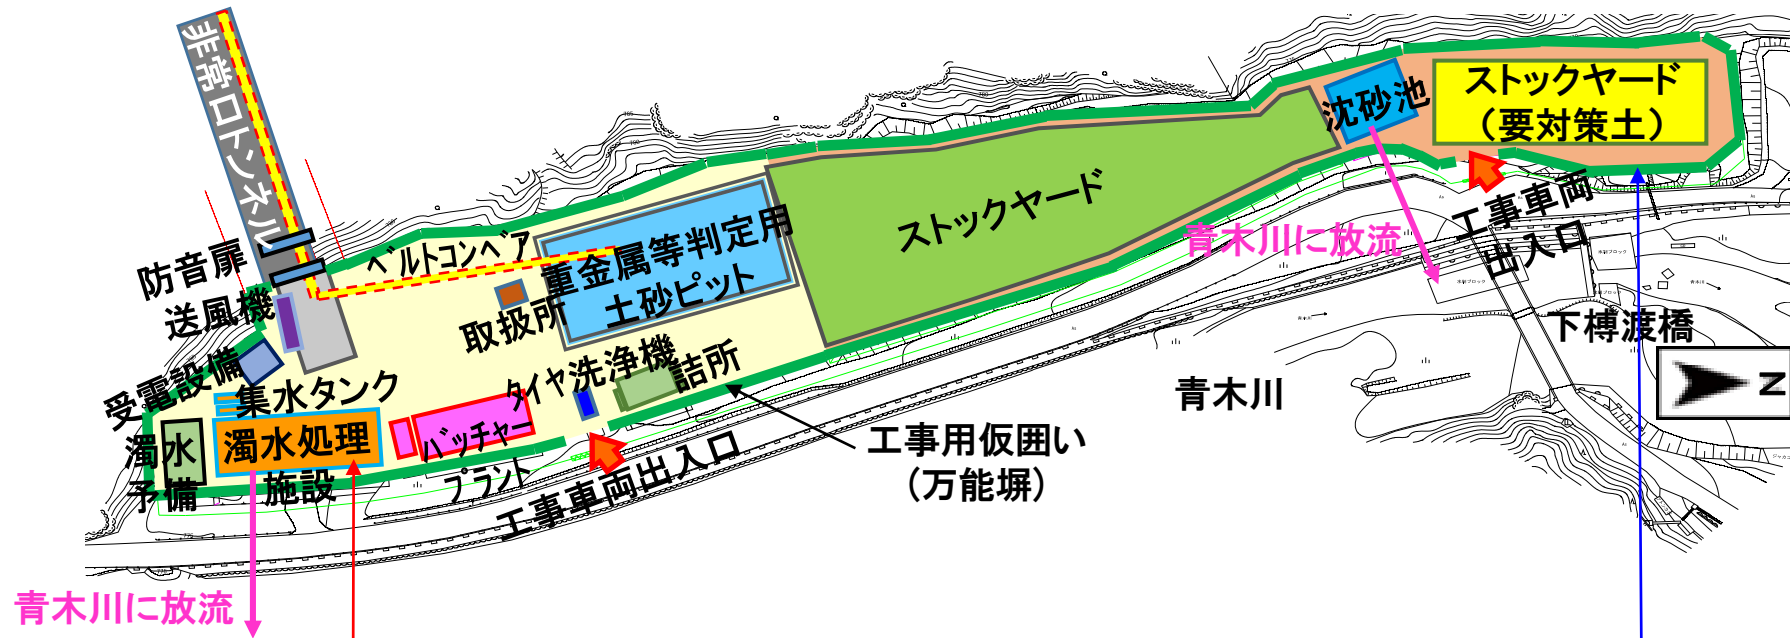 非常口トンネル
防音扉
送風機
受電設備
集水タンク
濁水
予備
濁水処理
施設
ベルトコンベア
取扱所
重金属等判定用
土砂ピット
タイヤ洗浄機
詰所
バッチャー
プラント
工事車両出入口
工事用仮囲い
（万能塀）
ストックヤード
沈砂池
ストックヤード
（要対策土）
工事車両
出入口
青木川に放流
下樽渡橋
青木川
N
青木川に放流